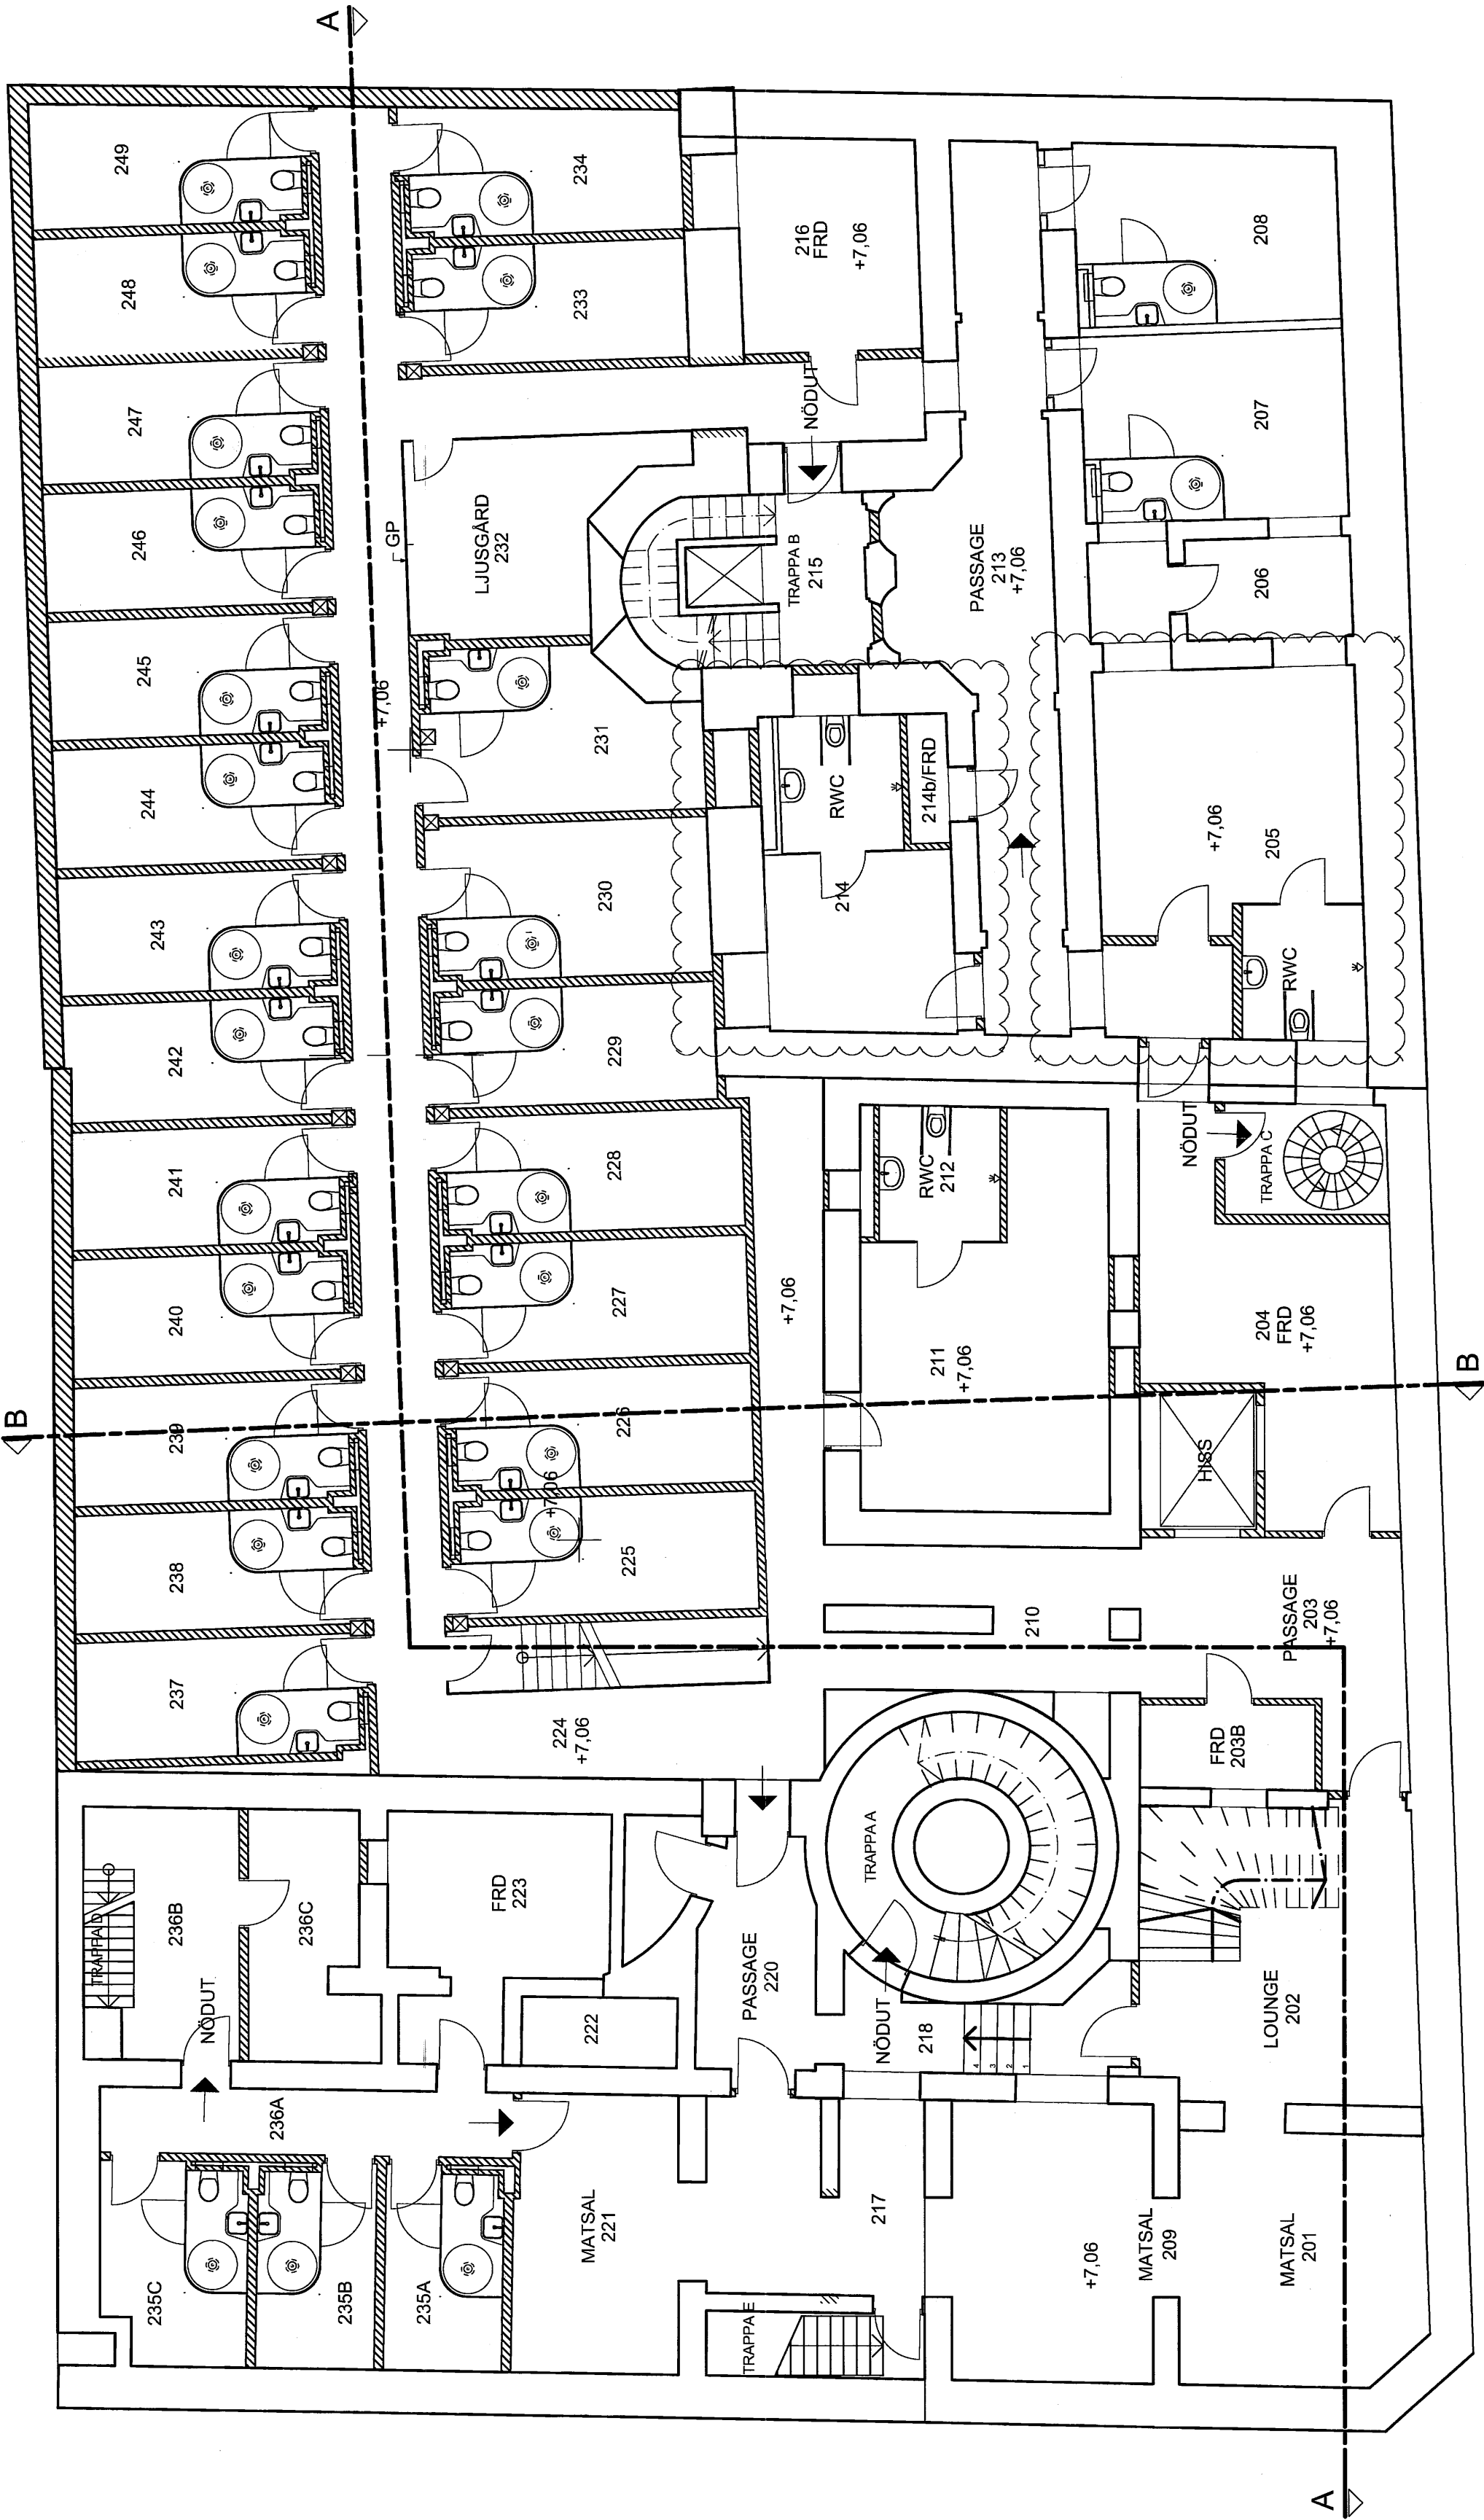 A
B
249
248
247
246
245
244
243
242
241
240
239
238
237
234
233
231
230
229
228
227
226
225
+7,06
+7,06
GP
LJUSGÅRD
232
216
FRD
+7,06
NÖDUT
TRAPPA B
215
PASSAGE
213
+7,06
208
207
206
+7,06
205
RWC
RWC
214b/FRD
214
NÖDUT
TRAPPA C
RWC
212
211
+7,06
+7,06
204
FRD
+7,06
HISS
B
210
PASSAGE
203
+7,06
FRD
203B
224
+7,06
TRAPPA A
TRAPPA D
236B
236C
NÖDUT
FRD
223
222
PASSAGE
220
NÖDUT
218
4
3
2
1
LOUNGE
202
236A
235C
235B
235A
MATSAL
221
217
TRAPPA E
+7,06
MATSAL
209
MATSAL
201
A